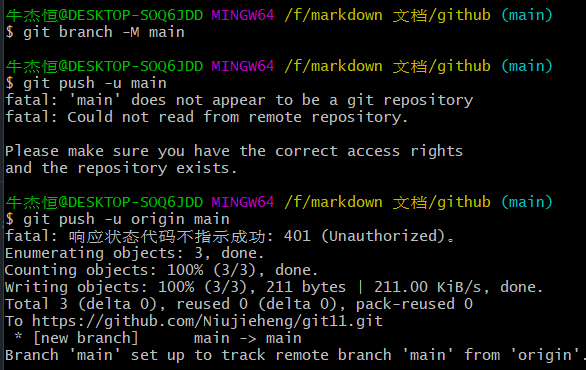 牛杰恒@DESKTOP-SOQ6JDD MINGW64 /f/markdown 文档/github (main)
$ git branch -M main
牛杰恒@DESKTOP-SOQ6JDD MINGW64 /f/markdown 文档/github (main)
$ git push -u main
fatal: 'main' does not appear to be a git repository
fatal: Could not read from remote repository.
Please make sure you have the correct access rights
and the repository exists.
牛杰恒@DESKTOP-SOQ6JDD MINGW64 /f/markdown 文档/github (main)
$ git push -u origin main
fatal: 响应状态代码不指示成功: 401 (Unauthorized)。
Enumerating objects: 3, done.
Counting objects: 100% (3/3), done.
Writing objects: 100% (3/3), 211 bytes | 211.00 KiB/s, done.
Total 3 (delta 0), reused 0 (delta 0), pack-reused 0
To https://github.com/Niujieheng/git11.git
 * [new branch]      main -> main
Branch 'main' set up to track remote branch 'main' from 'origin'.